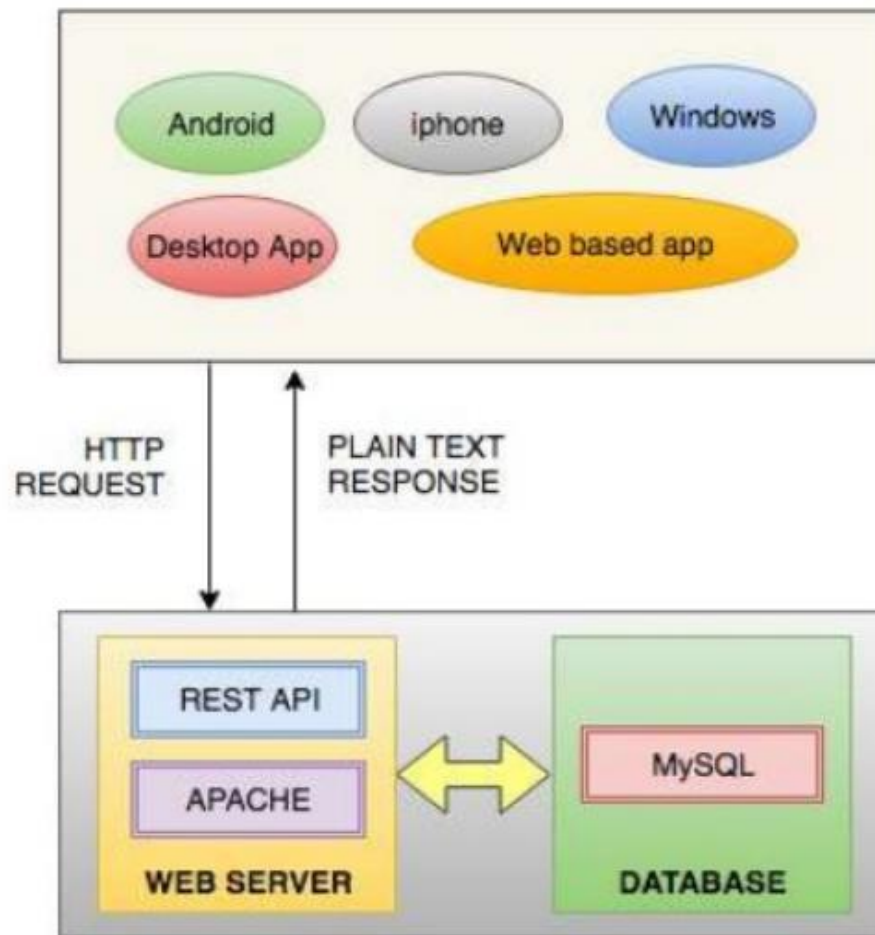 Android
iphone
Windows
Desktop App
Web based app
HTTP
REQUEST
PLAIN TEXT
RESPONSE
REST API
APACHE
WEB SERVER
MySQL
DATABASE